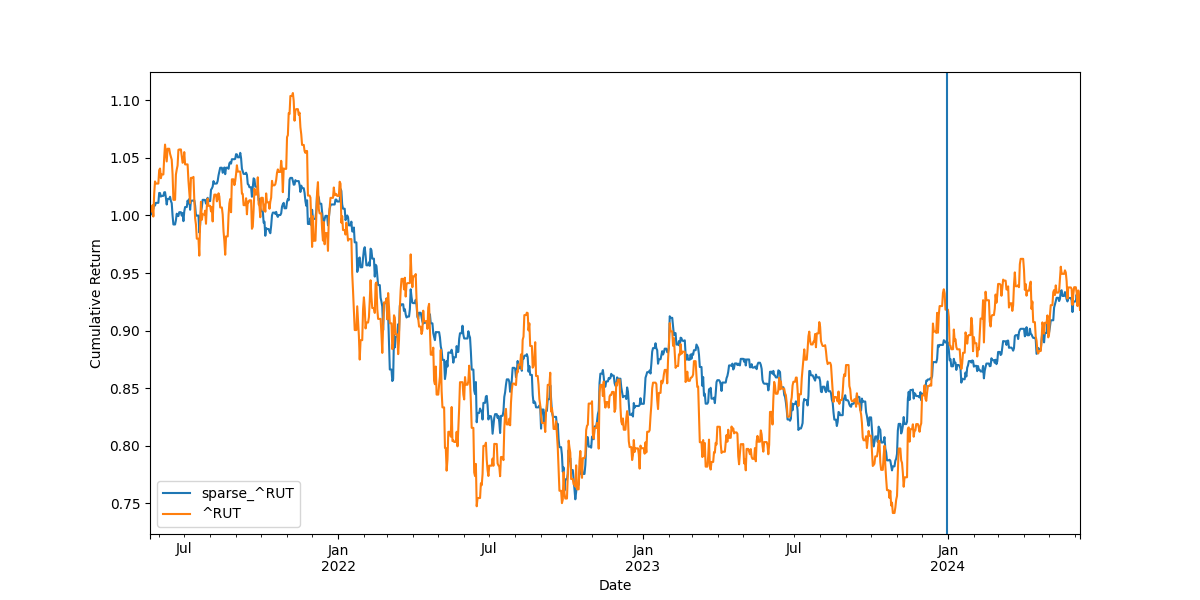 1.10
1.05
1.00
0.95
0.90
0.85
0.80
0.75
Cumulative Return
sparse_^RUT
^RUT
Jul
Jan
2022
Jul
Jan
2023
Jul
Jan
2024
Date